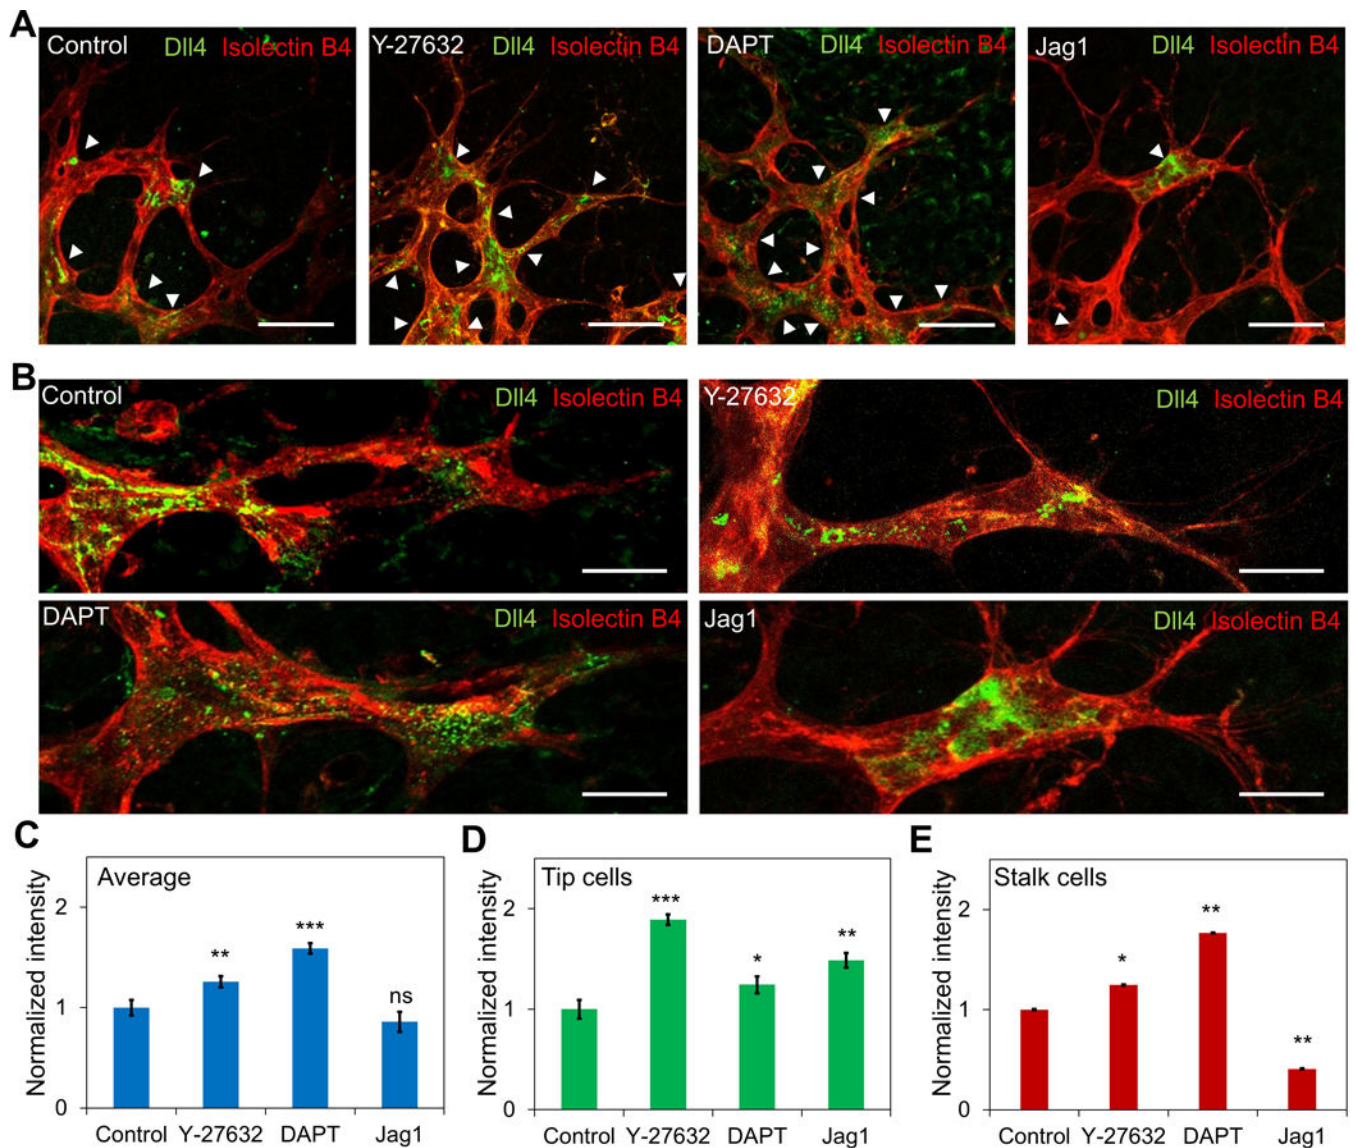 A
Control Dll4 Isolectin B4
Y-27632 Dll4 Isolectin B4
DAPT Dll4 Isolectin B4
Jag1 Dll4 Isolectin B4
B
Control Dll4 Isolectin B4
Y-27632 Dll4 Isolectin B4
DAPT Dll4 Isolectin B4
Jag1 Dll4 Isolectin B4
C
Average
Normalized intensity
2
1
0
**
***
ns
Control Y-27632 DAPT Jag1
D
Tip cells
Normalized intensity
2
1
0
***
*
**
Control Y-27632 DAPT Jag1
E
Stalk cells
Normalized intensity
2
1
0
*
**
**
Control Y-27632 DAPT Jag1